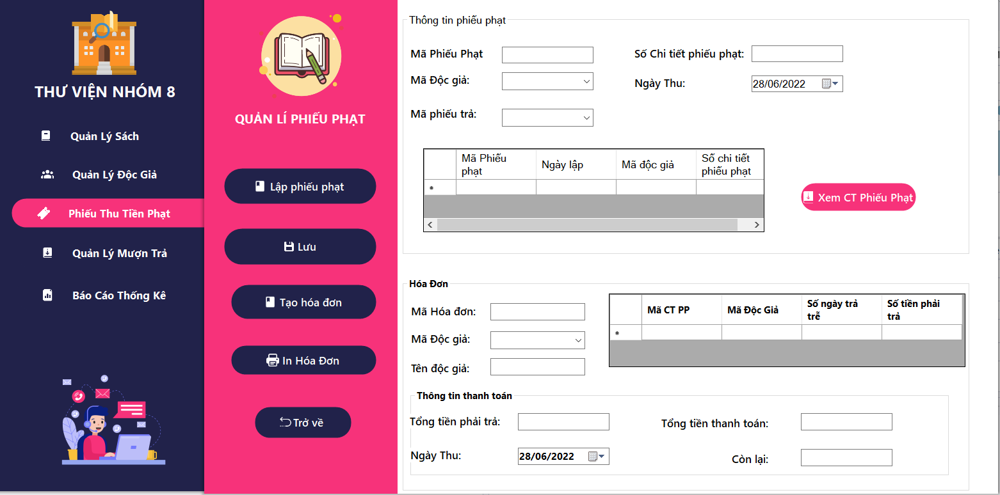 THƯ VIỆN NHÓM 8
Quản Lý Sách
Quản Lý Độc Giả
Phiếu Thu Tiền Phạt
Quản Lý Mượn Trả
Báo Cáo Thống Kê
QUẢN LÍ PHIẾU PHẠT
Lập phiếu phạt
Lưu
Tạo hóa đơn
In Hóa Đơn
Trở về
Thông tin phiếu phạt
Mã Phiếu Phạt
Số Chi tiết phiếu phạt:
Mã Độc giả:
Ngày Thu:
28/06/2022
Mã phiếu trả:
Mã Phiếu
phạt
Ngày lập
Mã độc giả
Số chi tiết
phiếu phạt
Xem CT Phiếu Phạt
Hóa Đơn
Mã Hóa đơn:
Mã Độc giả:
Tên độc giả:
Mã CT PP
Mã Độc Giả
Số ngày trả
trễ
Số tiền phải
trả
Thông tin thanh toán
Tổng tiền phải trả:
Tổng tiền thanh toán:
Ngày Thu:
28/06/2022
Còn lại: